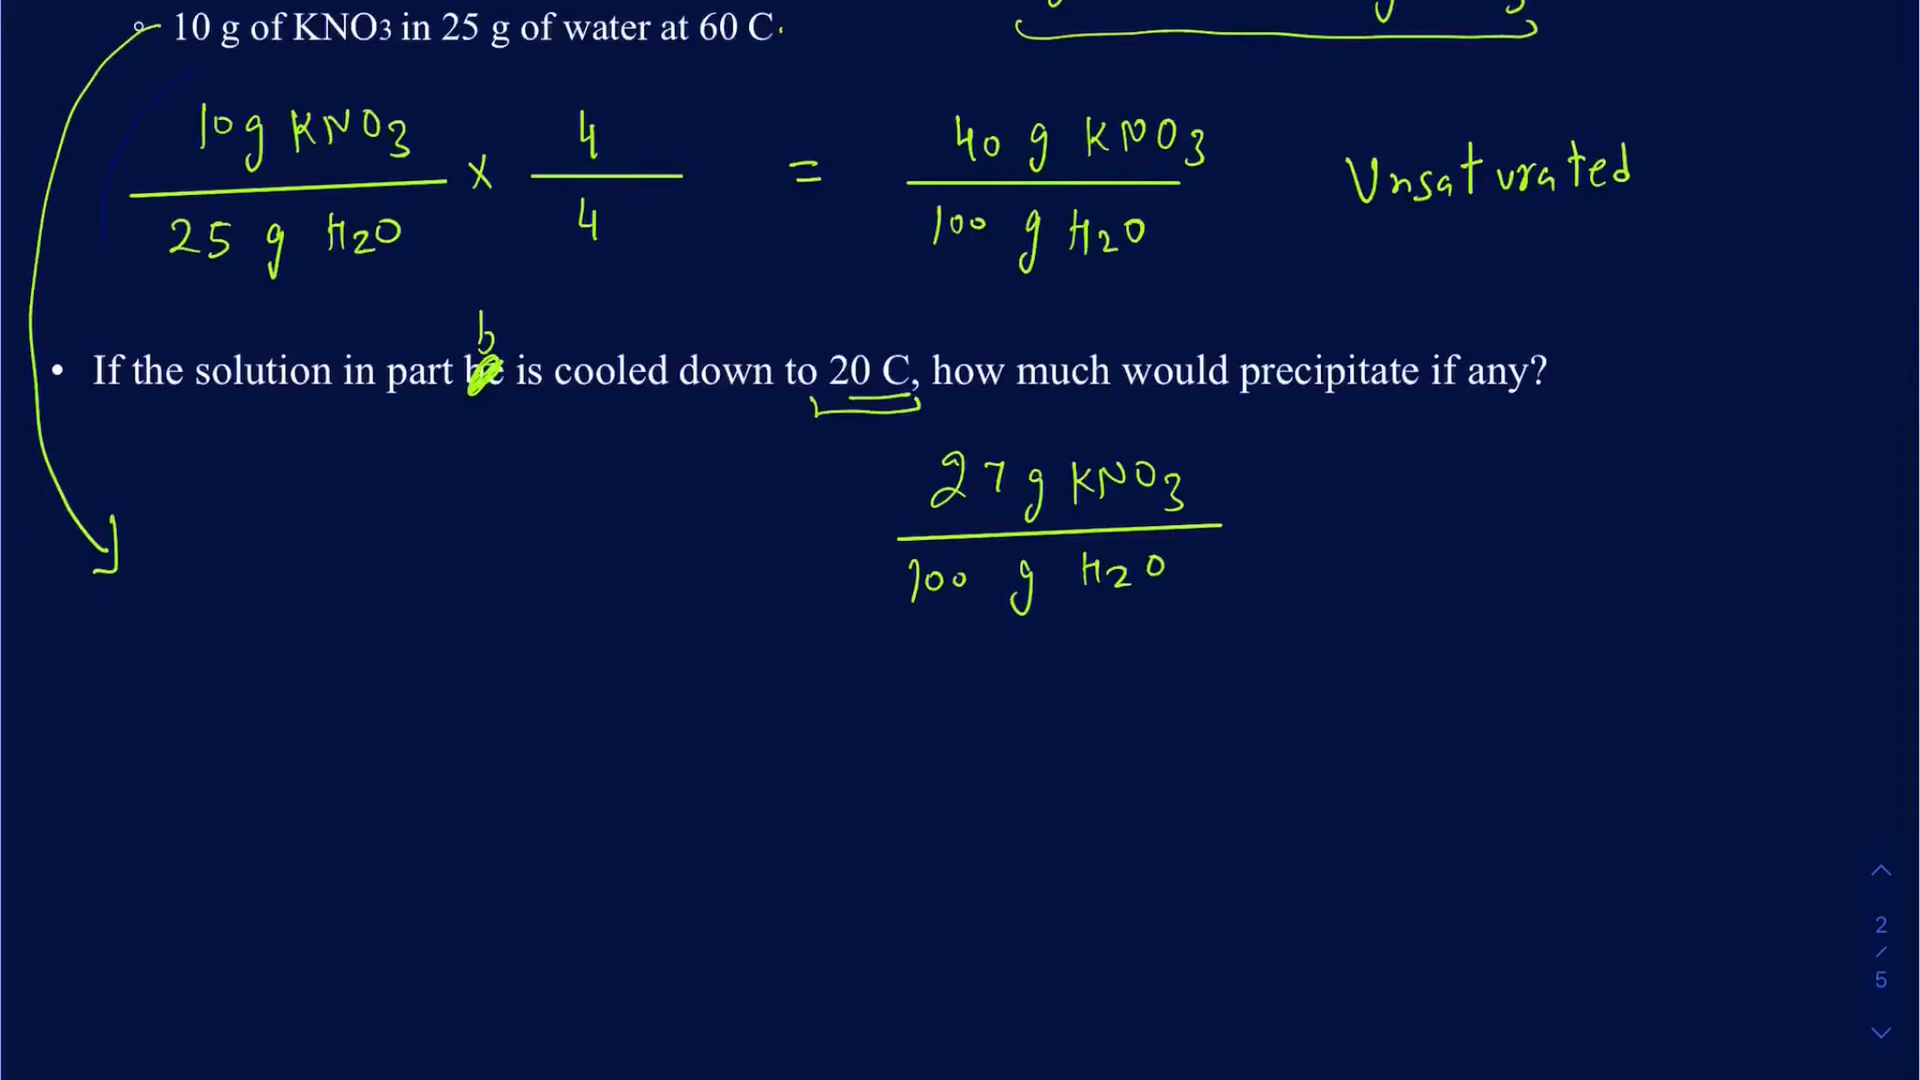 10 g of KNO3 in 25 g of water at 60 C.
10g KNO3 x 4 = 40 g KNO3 Unsaturated
25 g H2O 4 100 g H2O
b
• If the solution in part is cooled down to 20 C, how much would precipitate if any?
27 g KNO3
100 g H2O
2
/
5